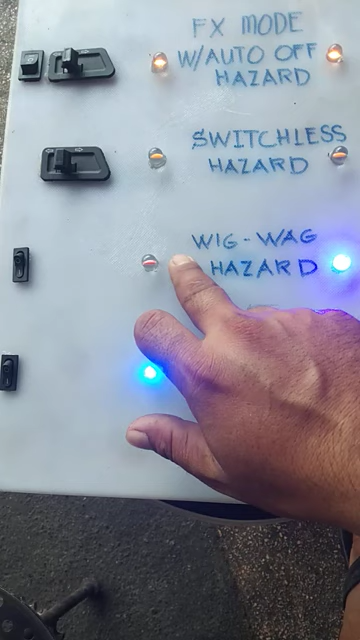 FX MODE
W/AUTO OFF
HAZARD
SWITCHLESS
HAZARD
WIG-WAG
HAZARD